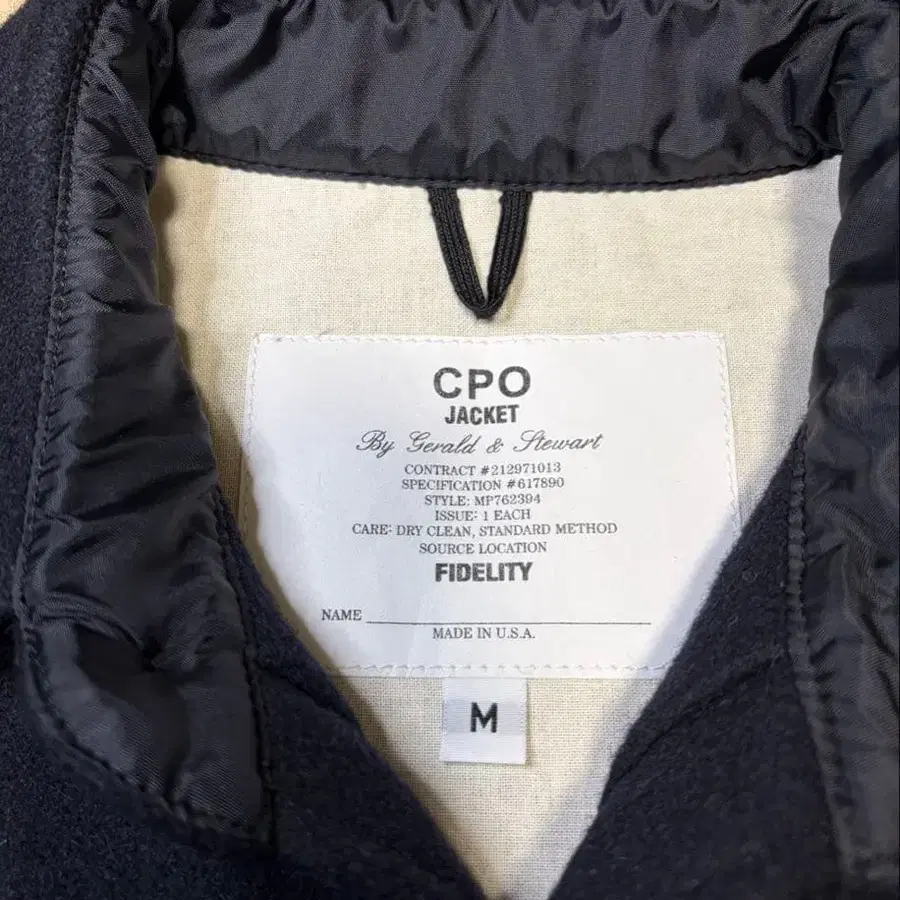 CPO
JACKET
By Gerald & Stewart
CONTRACT #212971013
SPECIFICATION #617890
STYLE: MP762394
ISSUE: 1 EACH
CARE: DRY CLEAN, STANDARD METHOD
SOURCE LOCATION
FIDELITY
NAME
MADE IN U.S.A.
M